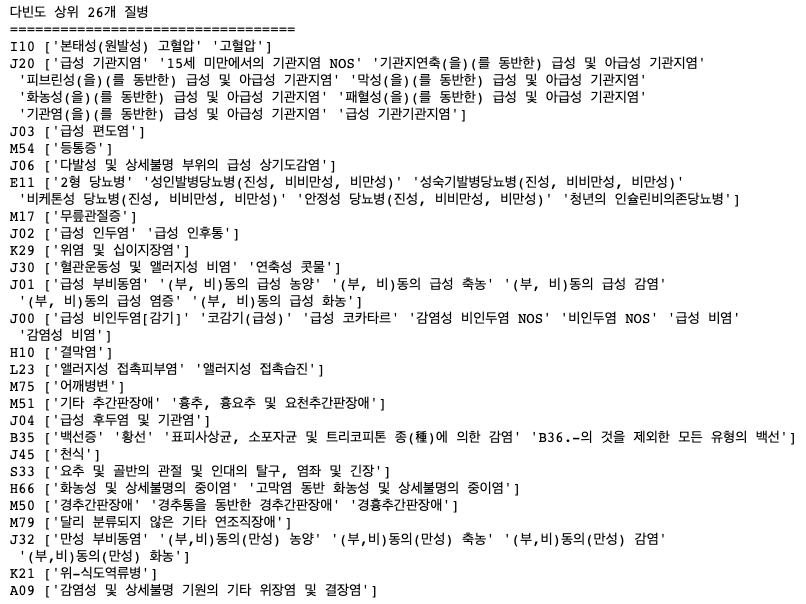 다빈도 상위 26개 질병
==================================
I10 ['본태성(원발성) 고혈압' '고혈압']
J20 ['급성 기관지염' '15세 미만에서의 기관지염 NOS' '기관지연축(을)(를 동반한) 급성 및 아급성 기관지염'
'피브린성(을)(를 동반한) 급성 및 아급성 기관지염' '막성(을)(를 동반한) 급성 및 아급성 기관지염'
'화농성(을)(를 동반한) 급성 및 아급성 기관지염' '패혈성(을)(를 동반한) 급성 및 아급성 기관지염'
'기관염(을)(를 동반한) 급성 및 아급성 기관지염' '급성 기관기관지염']
J03 ['급성 편도염']
M54 ['등통증']
J06 ['다발성 및 상세불명 부위의 급성 상기도감염']
E11 ['2형 당뇨병' '성인발병당뇨병(진성, 비비만성, 비만성)' '성숙기발병당뇨병(진성, 비비만성, 비만성)'
'비케톤성 당뇨병(진성, 비비만성, 비만성)' '안정성 당뇨병(진성, 비비만성, 비만성)' '청년의 인슐린비의존당뇨병']
M17 ['무릎관절증']
J02 ['급성 인두염' '급성 인후통']
K29 ['위염 및 십이지장염']
J30 ['혈관운동성 및 앨러지성 비염' '연축성 콧물']
J01 ['급성 부비동염' '(부, 비)동의 급성 농양' '(부, 비)동의 급성 축농' '(부, 비)동의 급성 감염'
'(부, 비)동의 급성 염증' '(부, 비)동의 급성 화농']
J00 ['급성 비인두염[감기]' '코감기(급성)' '급성 코카타르' '감염성 비인두염 NOS' '비인두염 NOS' '급성 비염'
'감염성 비염']
H10 ['결막염']
L23 ['앨러지성 접촉피부염' '앨러지성 접촉습진']
M75 ['어깨병변']
M51 ['기타 추간판장애' '흉추, 흉요추 및 요천추간판장애']
J04 ['급성 후두염 및 기관염']
B35 ['백선증' '황선' '표피사상균, 소포자균 및 트리코피톤 종(種)에 의한 감염' 'B36.-의 것을 제외한 모든 유형의 백선']
J45 ['천식']
S33 ['요추 및 골반의 관절 및 인대의 탈구, 염좌 및 긴장']
H66 ['화농성 및 상세불명의 중이염' '고막염 동반 화농성 및 상세불명의 중이염']
M50 ['경추간판장애' '경추통을 동반한 경추간판장애' '경흉추간판장애']
M79 ['달리 분류되지 않은 기타 연조직장애']
J32 ['만성 부비동염' '(부,비)동의(만성) 농양' '(부,비)동의(만성) 축농' '(부,비)동의(만성) 감염'
'(부,비)동의(만성) 화농']
K21 ['위-식도역류병']
A09 ['감염성 및 상세불명 기원의 기타 위장염 및 결장염']